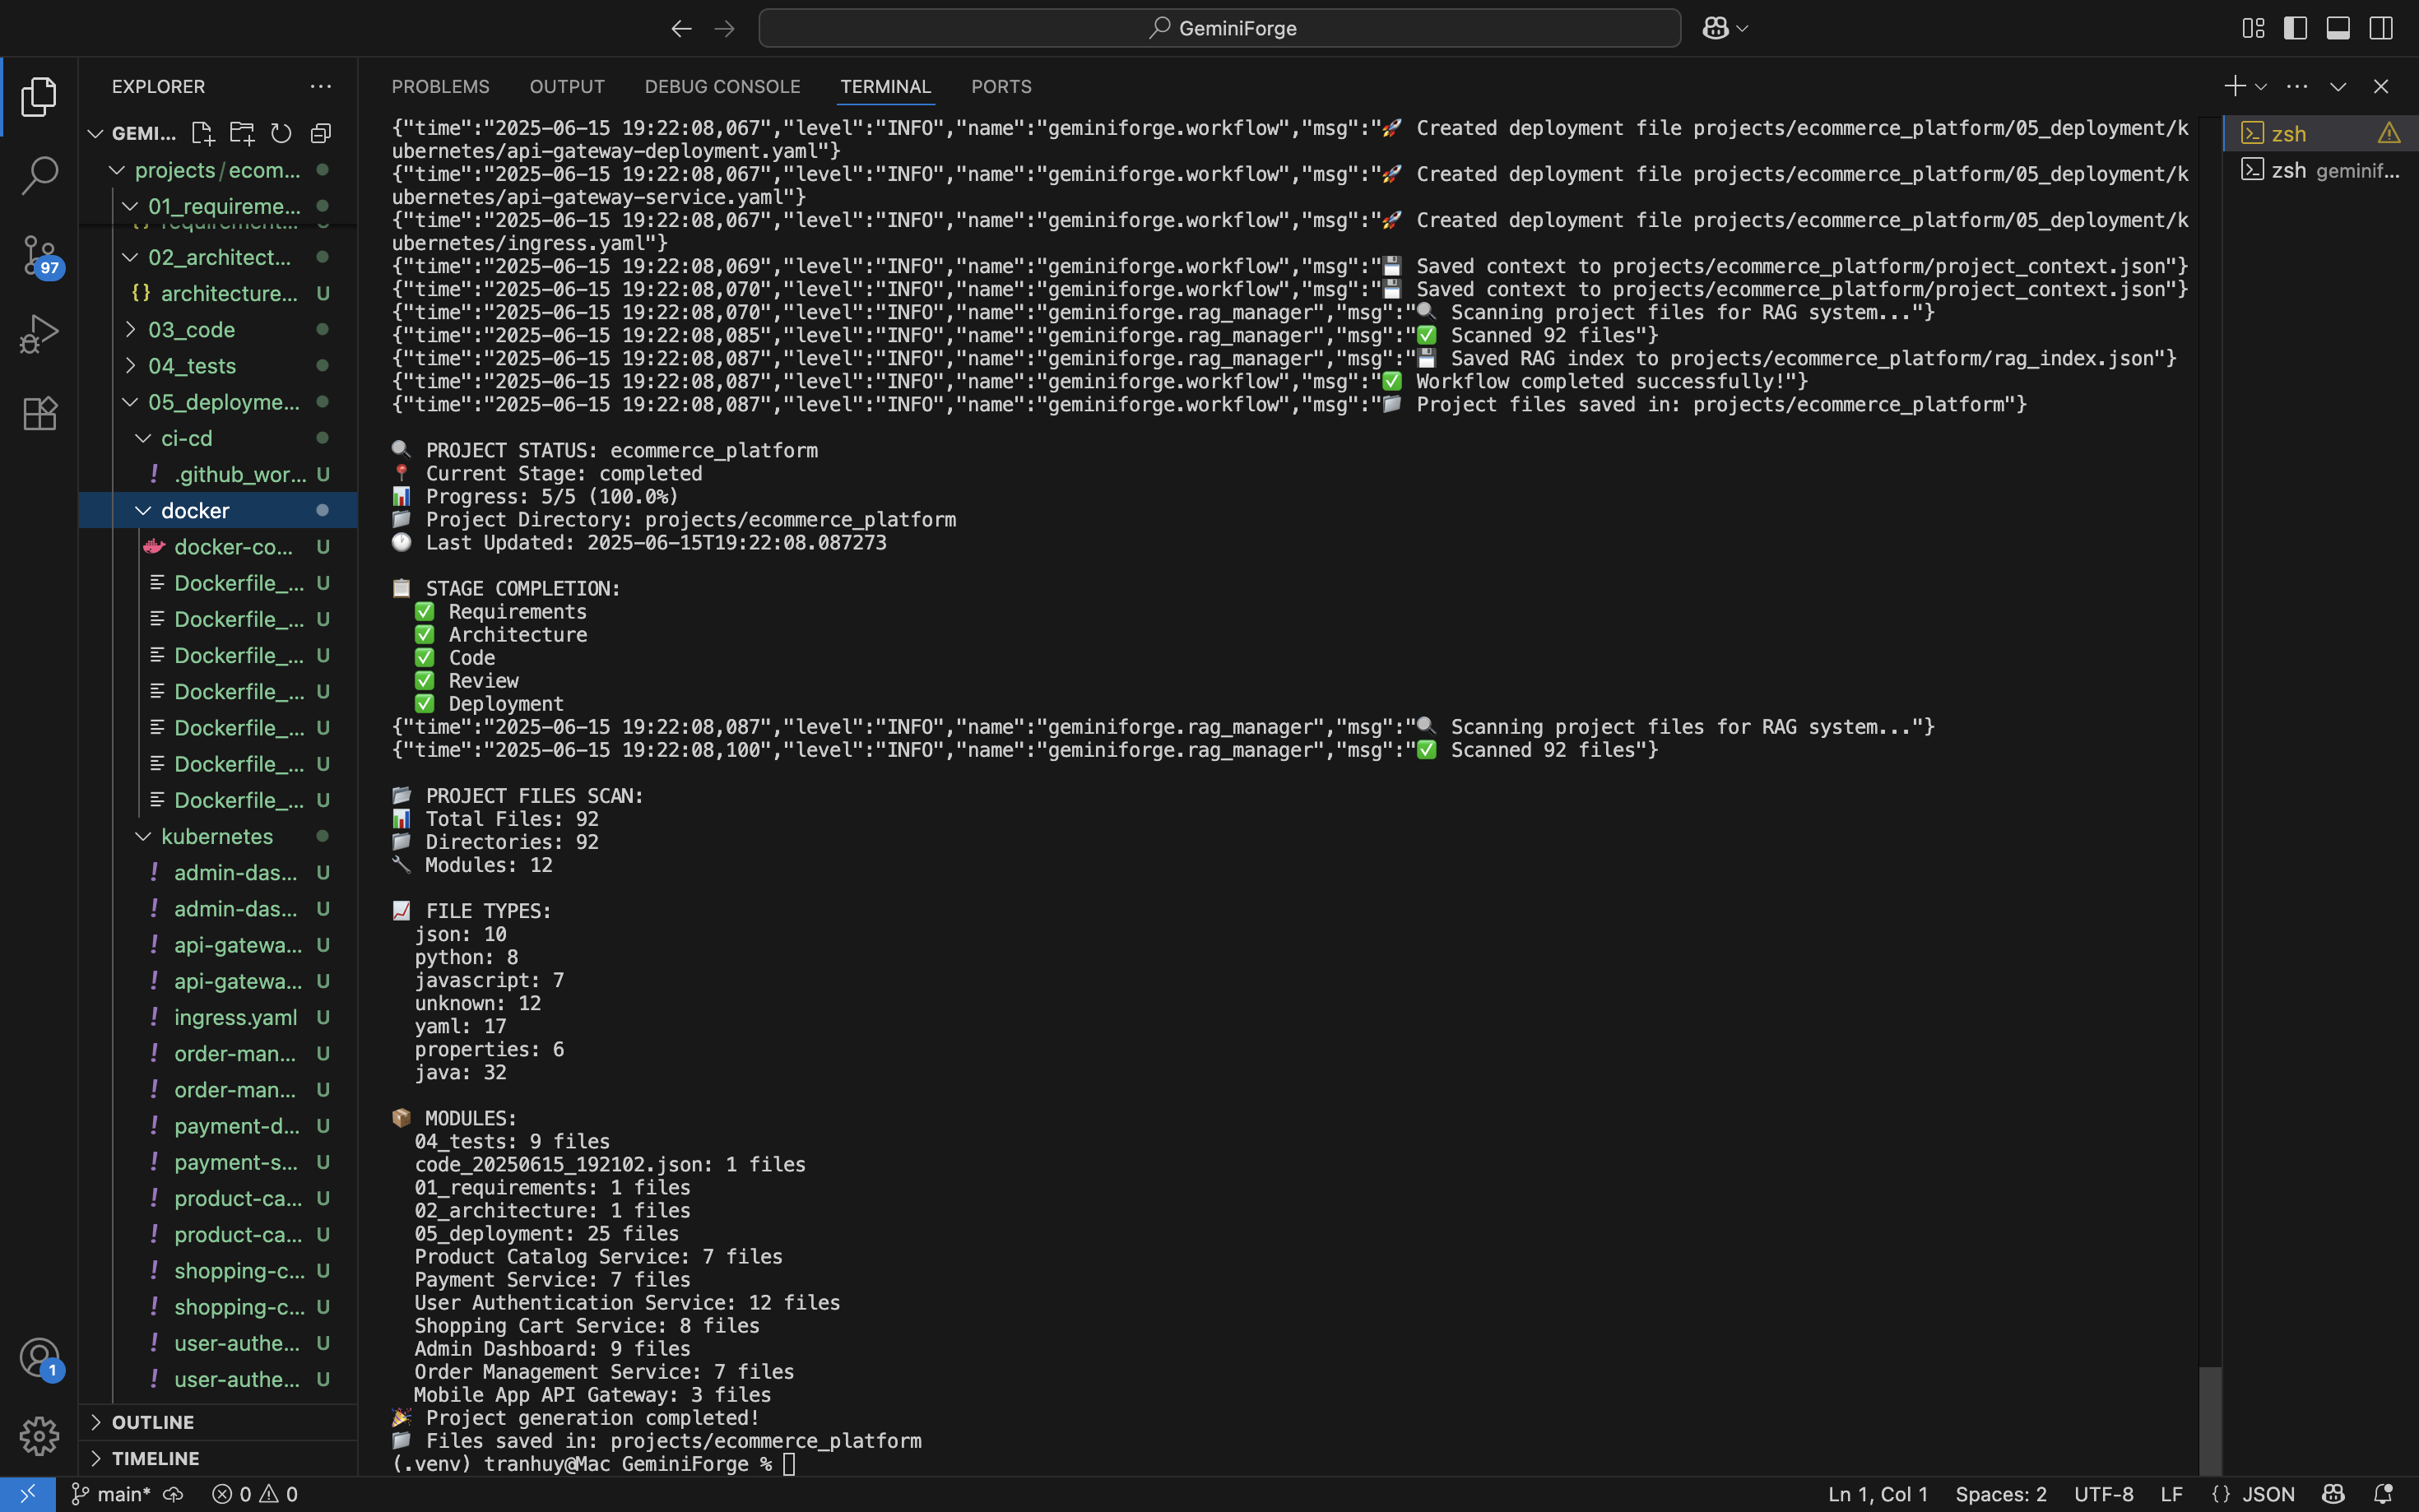 GeminiForge
EXPLORER
GEMI...
projects/ecom...
01_requireme...
02_architect...
{} architecture... U
03_code
04_tests
05_deployme...
ci-cd
! .github_wor... U
docker
docker-co... U
Dockerfile_... U
Dockerfile_... U
Dockerfile_... U
Dockerfile_... U
Dockerfile_... U
Dockerfile_... U
Dockerfile_... U
kubernetes
! admin-das... U
! admin-das... U
! api-gatewa... U
! api-gatewa... U
! ingress.yaml U
! order-man... U
! order-man... U
! payment-d... U
! payment-s... U
! product-ca... U
! product-ca... U
! shopping-c... U
! shopping-c... U
! user-authe... U
! user-authe... U
OUTLINE
TIMELINE
97
1
PROBLEMS OUTPUT DEBUG CONSOLE TERMINAL PORTS
{"time":"2025-06-15 19:22:08,067","level":"INFO","name":"geminiforge.workflow","msg":"🚀 Created deployment file projects/ecommerce_platform/05_deployment/k
ubernetes/api-gateway-deployment.yaml"}
{"time":"2025-06-15 19:22:08,067","level":"INFO","name":"geminiforge.workflow","msg":"🚀 Created deployment file projects/ecommerce_platform/05_deployment/k
ubernetes/api-gateway-service.yaml"}
{"time":"2025-06-15 19:22:08,067","level":"INFO","name":"geminiforge.workflow","msg":"🚀 Created deployment file projects/ecommerce_platform/05_deployment/k
ubernetes/ingress.yaml"}
{"time":"2025-06-15 19:22:08,069","level":"INFO","name":"geminiforge.workflow","msg":"💾 Saved context to projects/ecommerce_platform/project_context.json"}
{"time":"2025-06-15 19:22:08,070","level":"INFO","name":"geminiforge.workflow","msg":"💾 Saved context to projects/ecommerce_platform/project_context.json"}
{"time":"2025-06-15 19:22:08,070","level":"INFO","name":"geminiforge.rag_manager","msg":"🔍 Scanning project files for RAG system..."}
{"time":"2025-06-15 19:22:08,085","level":"INFO","name":"geminiforge.rag_manager","msg":"✅ Scanned 92 files"}
{"time":"2025-06-15 19:22:08,087","level":"INFO","name":"geminiforge.rag_manager","msg":"💾 Saved RAG index to projects/ecommerce_platform/rag_index.json"}
{"time":"2025-06-15 19:22:08,087","level":"INFO","name":"geminiforge.workflow","msg":"✅ Workflow completed successfully!"}
{"time":"2025-06-15 19:22:08,087","level":"INFO","name":"geminiforge.workflow","msg":"📁 Project files saved in: projects/ecommerce_platform"}
🔍 PROJECT STATUS: ecommerce_platform
📍 Current Stage: completed
📊 Progress: 5/5 (100.0%)
📁 Project Directory: projects/ecommerce_platform
🕐 Last Updated: 2025-06-15T19:22:08.087273
📋 STAGE COMPLETION:
✅ Requirements
✅ Architecture
✅ Code
✅ Review
✅ Deployment
{"time":"2025-06-15 19:22:08,087","level":"INFO","name":"geminiforge.rag_manager","msg":"🔍 Scanning project files for RAG system..."}
{"time":"2025-06-15 19:22:08,100","level":"INFO","name":"geminiforge.rag_manager","msg":"✅ Scanned 92 files"}
📂 PROJECT FILES SCAN:
📊 Total Files: 92
📁 Directories: 92
🔧 Modules: 12
📈 FILE TYPES:
json: 10
python: 8
javascript: 7
unknown: 12
yaml: 17
properties: 6
java: 32
📦 MODULES:
04_tests: 9 files
code_20250615_192102.json: 1 files
01_requirements: 1 files
02_architecture: 1 files
05_deployment: 25 files
Product Catalog Service: 7 files
Payment Service: 7 files
User Authentication Service: 12 files
Shopping Cart Service: 8 files
Admin Dashboard: 9 files
Order Management Service: 7 files
Mobile App API Gateway: 3 files
🎉 Project generation completed!
📁 Files saved in: projects/ecommerce_platform
(.venv) tranhuy@Mac GeminiForge %
zsh
zsh geminif...
main* 0 0
Ln 1, Col 1 Spaces: 2 UTF-8 LF {} JSON